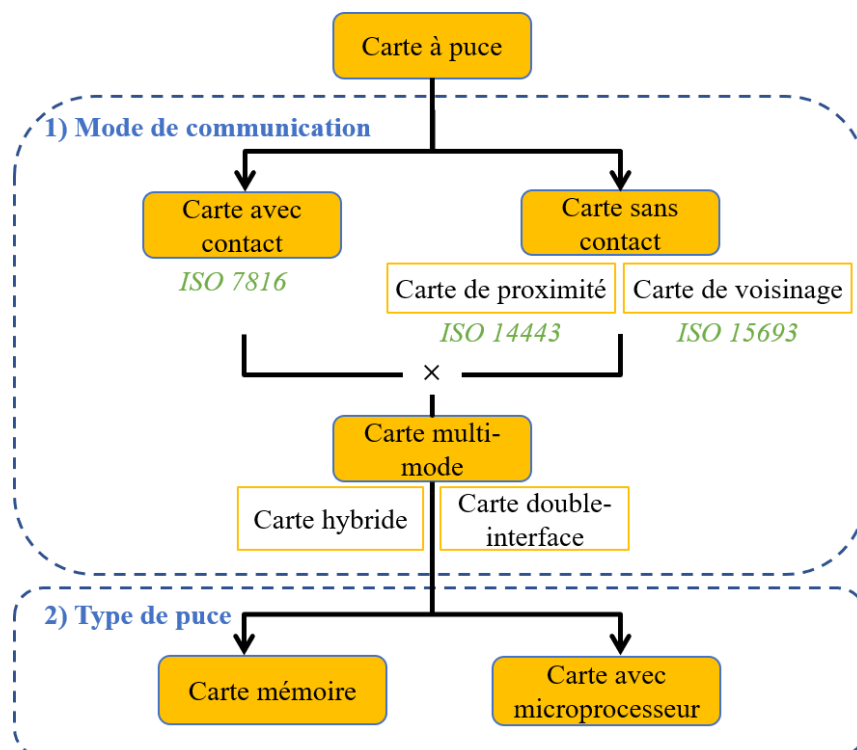 Carte à puce
1) Mode de communication
Carte avec
contact
Carte sans
contact
ISO 7816
Carte de proximité
Carte de voisinage
ISO 14443
ISO 15693
×
Carte multi-
mode
Carte hybride
Carte double-
interface
2) Type de puce
Carte mémoire
Carte avec
microprocesseur